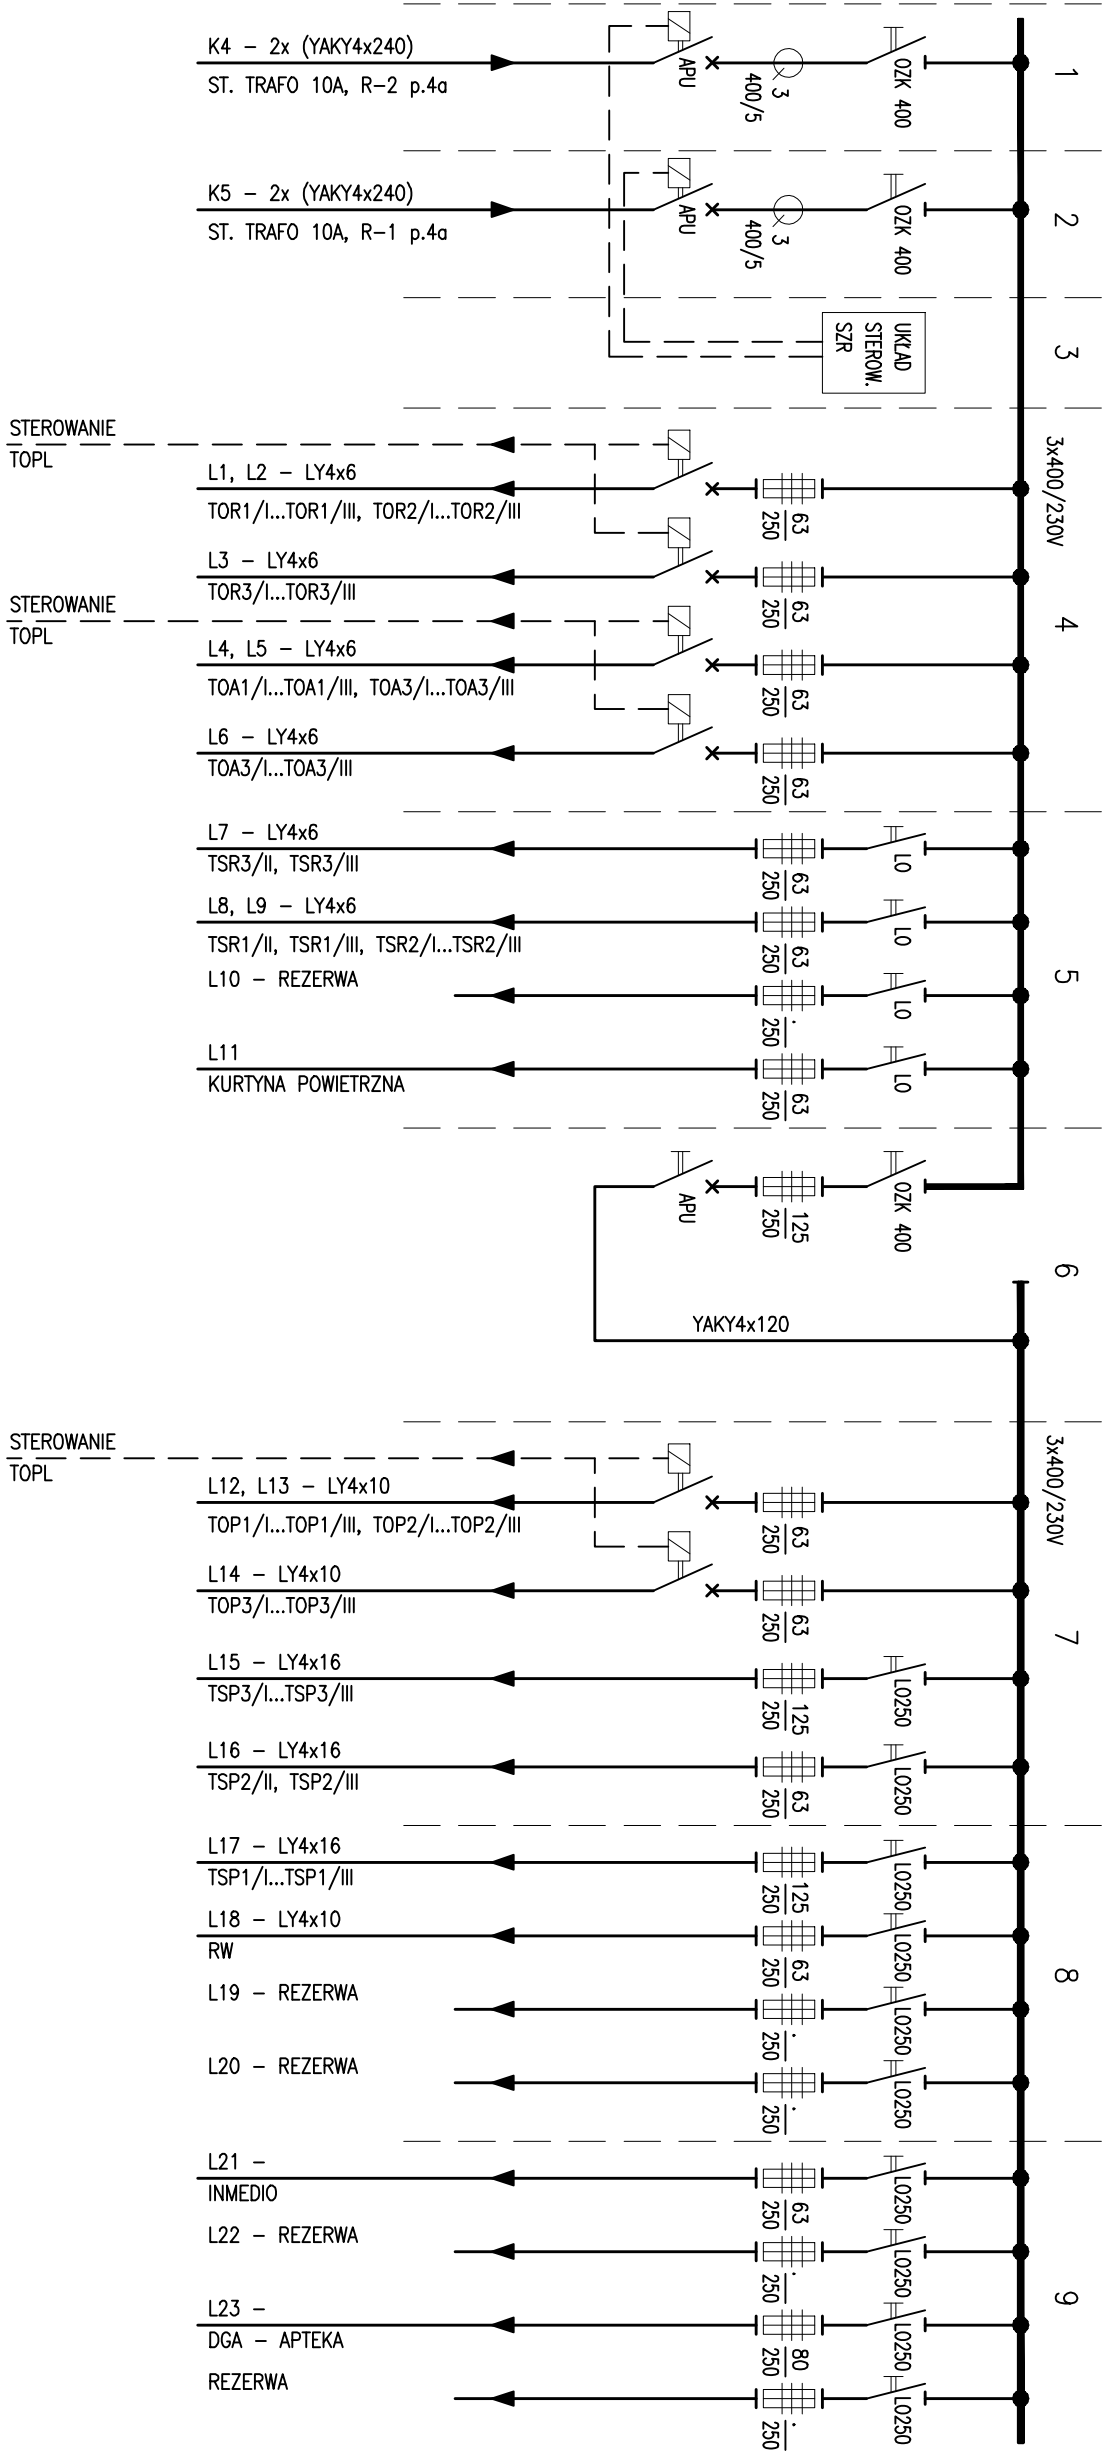 K4 - 2x (YAKY4x240)
ST. TRAFO 10A, R-2 p.4a
APU
3
400/5
OZK 400
1
K5 - 2x (YAKY4x240)
ST. TRAFO 10A, R-1 p.4a
APU
3
400/5
OZK 400
2
UKŁAD
STEROW.
SZR
3
3x400/230V
STEROWANIE
TOPL
L1, L2 - LY4x6
TOR1/I...TOR1/III, TOR2/I...TOR2/III
63
250
L3 - LY4x6
TOR3/I...TOR3/III
63
250
4
STEROWANIE
TOPL
L4, L5 - LY4x6
TOA1/I...TOA1/III, TOA3/I...TOA3/III
63
250
L6 - LY4x6
TOA3/I...TOA3/III
63
250
L7 - LY4x6
TSR3/II, TSR3/III
63
250
LO
L8, L9 - LY4x6
TSR1/II, TSR1/III, TSR2/I...TSR2/III
63
250
LO
5
L10 - REZERWA
.
250
LO
L11
KURTYNA POWIETRZNA
63
250
LO
APU
125
250
OZK 400
6
YAKY4x120
3x400/230V
STEROWANIE
TOPL
L12, L13 - LY4x10
TOP1/I...TOP1/III, TOP2/I...TOP2/III
63
250
L14 - LY4x10
TOP3/I...TOP3/III
63
250
7
L15 - LY4x16
TSP3/I...TSP3/III
125
250
LO250
L16 - LY4x16
TSP2/II, TSP2/III
63
250
LO250
L17 - LY4x16
TSP1/I...TSP1/III
125
250
LO250
L18 - LY4x10
RW
63
250
LO250
8
L19 - REZERWA
.
250
LO250
L20 - REZERWA
.
250
LO250
L21 -
INMEDIO
63
250
LO250
L22 - REZERWA
.
250
LO250
9
L23 -
DGA - APTEKA
80
250
LO250
REZERWA
.
250
LO250